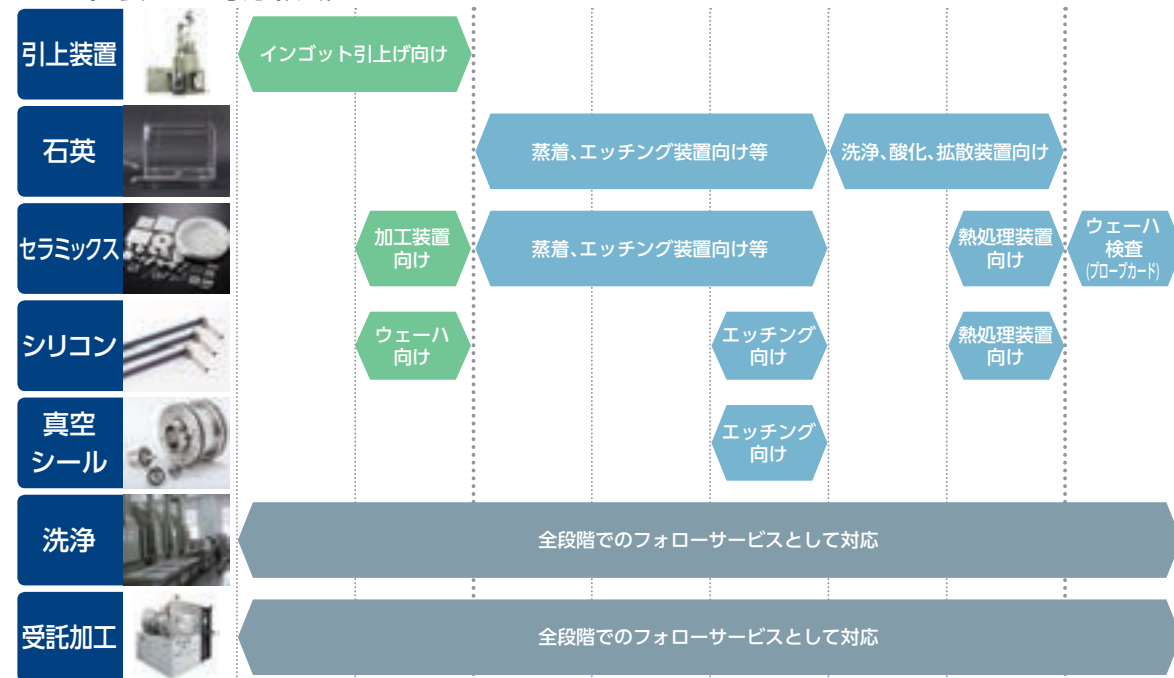 引上装置
インゴット引上げ向け
石英
蒸着、エッチング装置向け等
洗浄、酸化、拡散装置向け
セラミックス
加工装置
向け
蒸着、エッチング装置向け等
熱処理装置
向け
ウェーハ
検査
(プローブカード)
シリコン
ウェーハ
向け
エッチング
向け
熱処理装置
向け
真空
シール
エッチング
向け
洗浄
全段階でのフォローサービスとして対応
受託加工
全段階でのフォローサービスとして対応